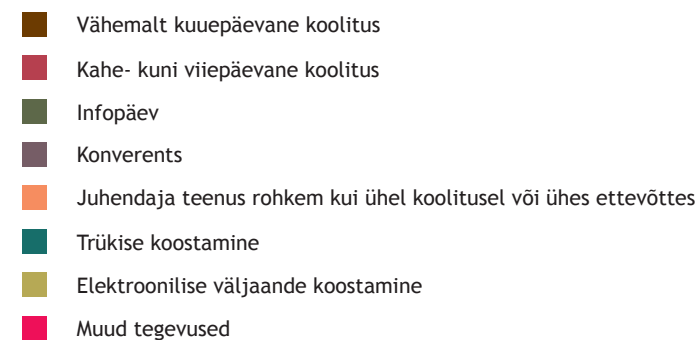 Vähemalt kuuepäevane koolitus
Kahe- kuni viiepäevane koolitus
Infopäev
Konverents
Juhendaja teenus rohkem kui ühel koolitusel või ühes ettevõttes
Trükise koostamine
Elektroonilise väljaande koostamine
Muud tegevused